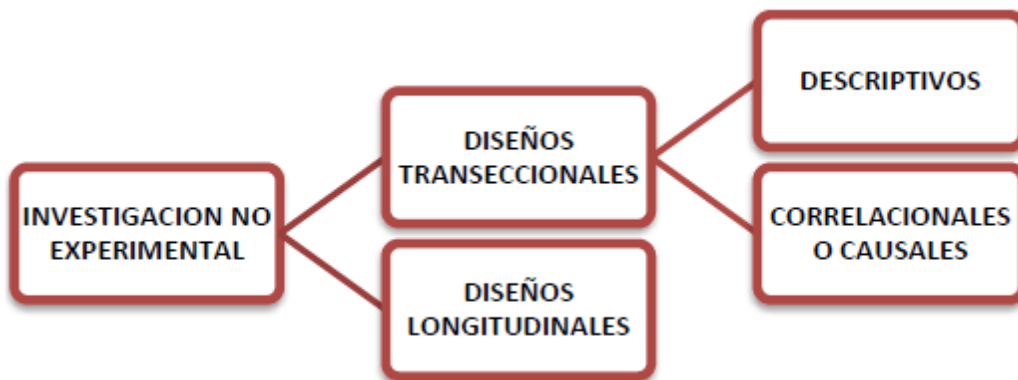 INVESTIGACION NO
EXPERIMENTAL
DISEÑOS
TRANSECCIONALES
DISEÑOS
LONGITUDINALES
DESCRIPTIVOS
CORRELACIONALES
O CAUSALES